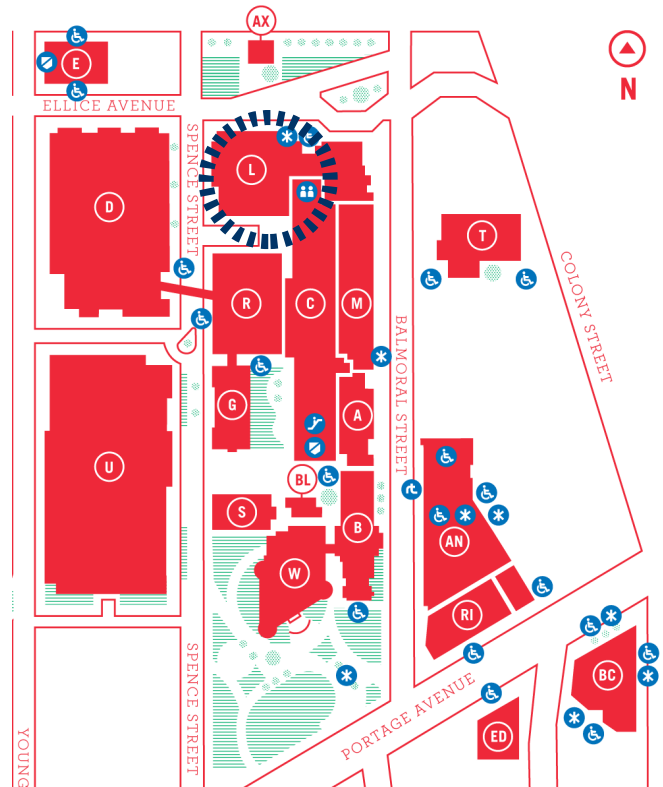 AX
E
N
ELLICE AVENUE
SPENCE STREET
L
D
T
COLONY STREET
R
C
M
BALMORAL STREET
G
A
U
BL
S
B
AN
W
RI
SPENCE STREET
BC
PORTAGE AVENUE
ED
YOUNG